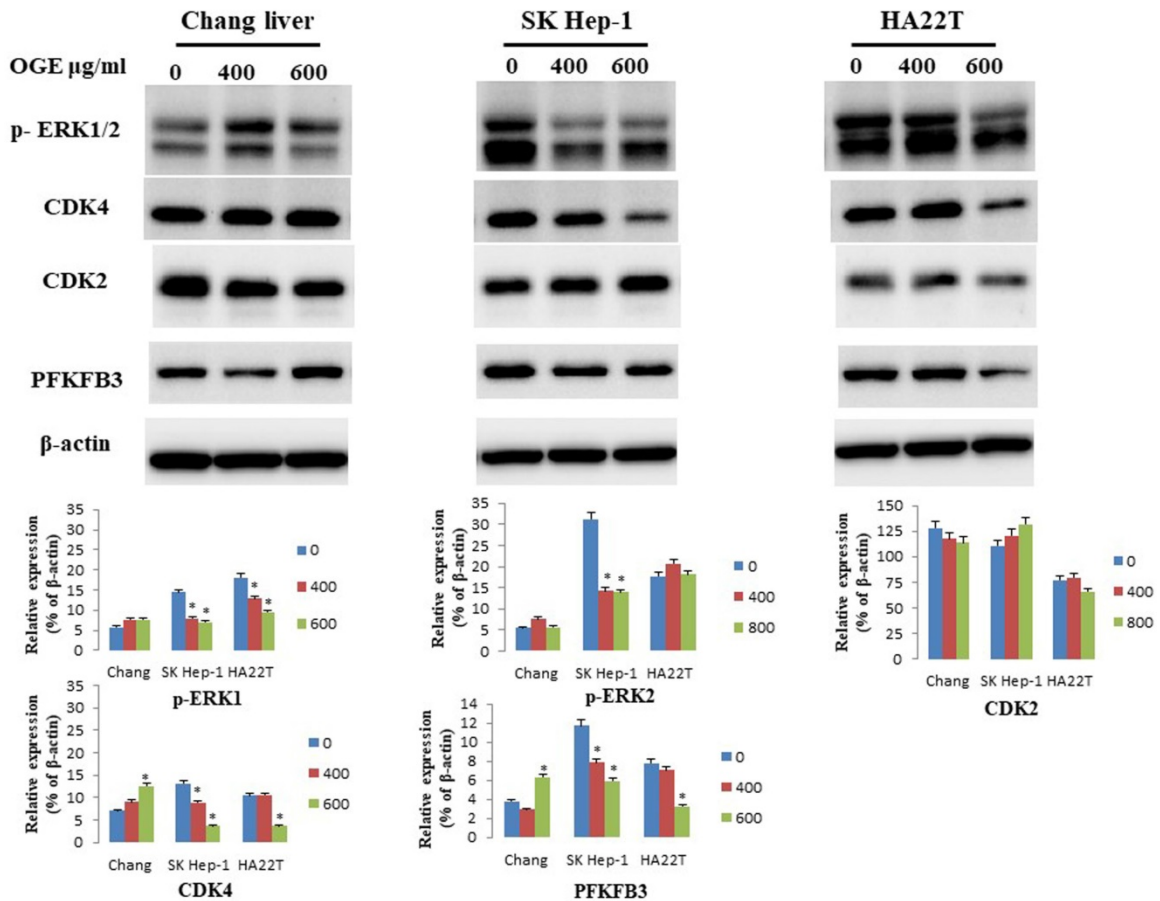 Chang liver SK Hep-1 HA22T
OGE µg/ml 0 400 600 0 400 600 0 400 600
p- ERK1/2
CDK4
CDK2
PFKFB3
β-actin
Relative expression
(% of β-actin)
35
30
25
20
15
10
5
0
* * * *
Chang SK Hep-1 HA22T
0
400
600
p-ERK1
Relative expression
(% of β-actin)
35
30
25
20
15
10
5
0
* *
Chang SK Hep-1 HA22T
0
400
800
p-ERK2
Relative expression
(% of β-actin)
150
125
100
75
50
25
0
Chang SK Hep-1 HA22T
0
400
800
CDK2
Relative expression
(% of β-actin)
35
30
25
20
15
10
5
0
* * * *
Chang SK Hep-1 HA22T
0
400
600
CDK4
Relative expression
(% of β-actin)
14
12
10
8
6
4
2
0
* * * *
Chang SK Hep-1 HA22T
0
400
600
PFKFB3